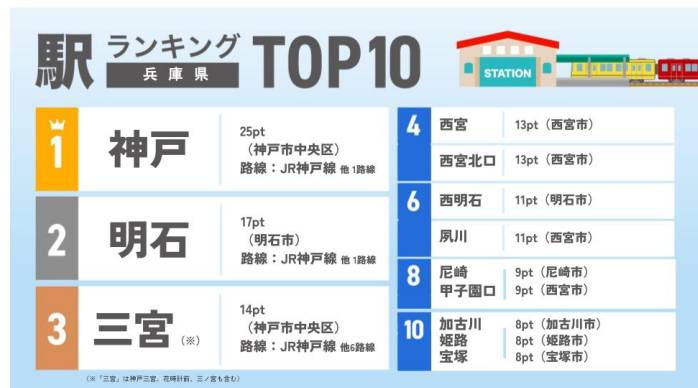 駅 ランキング 兵庫県 TOP10
STATION
1 神戸
25pt
（神戸市中央区）
路線：JR神戸線 他 1路線
2 明石
17pt
（明石市）
路線：JR神戸線 他 1路線
3 三宮（※）
14pt
（神戸市中央区）
路線：JR神戸線 他6路線
4 西宮 13pt（西宮市）
西宮北口 13pt（西宮市）
6 西明石 11pt（明石市）
夙川 11pt（西宮市）
8 尼崎 9pt（尼崎市）
甲子園口 9pt（西宮市）
10 加古川 8pt（加古川市）
姫路 8pt（姫路市）
宝塚 8pt（宝塚市）
（※「三宮」は神戸三宮、花時計前、三ノ宮も含む）